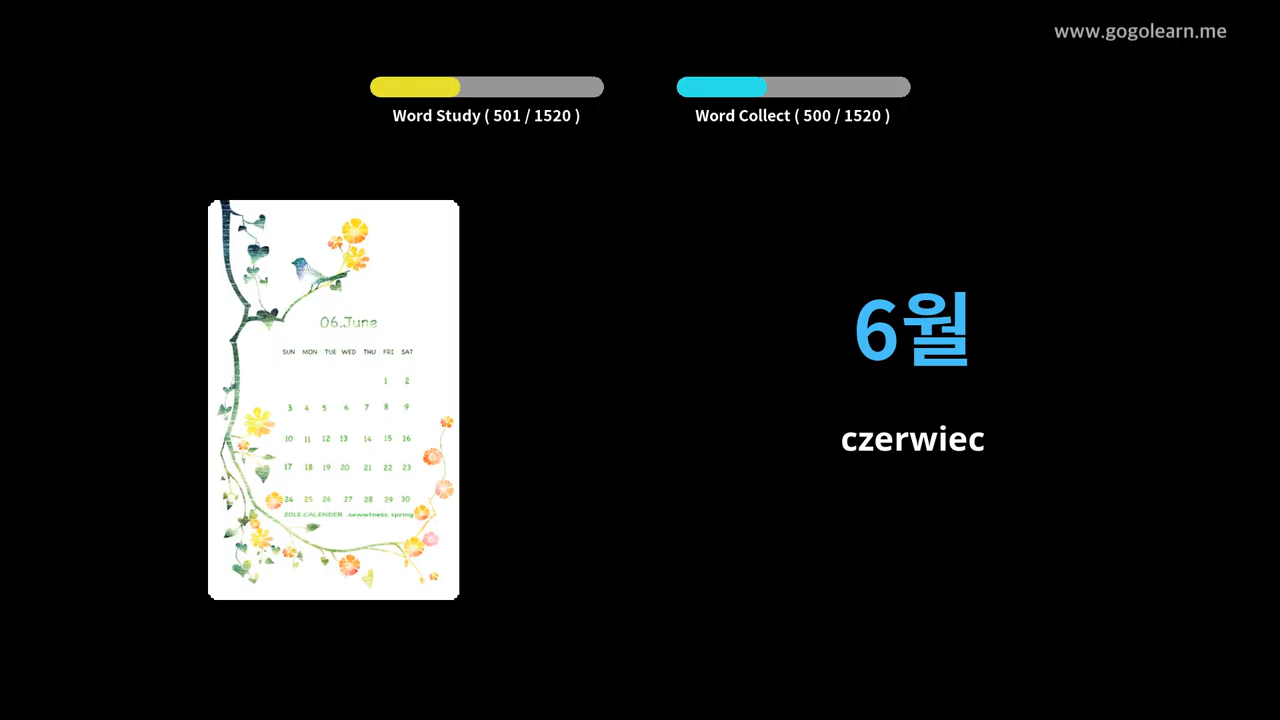 www.gogolearn.me
Word Study ( 501 / 1520 )
Word Collect ( 500 / 1520 )
06.June
SUN MON TUE WED THU FRI SAT
1 2
3 4 5 6 7 8 9
10 11 12 13 14 15 16
17 18 19 20 21 22 23
24 25 26 27 28 29 30
2012.CALENDER .sewwtness spring
6월
czerwiec